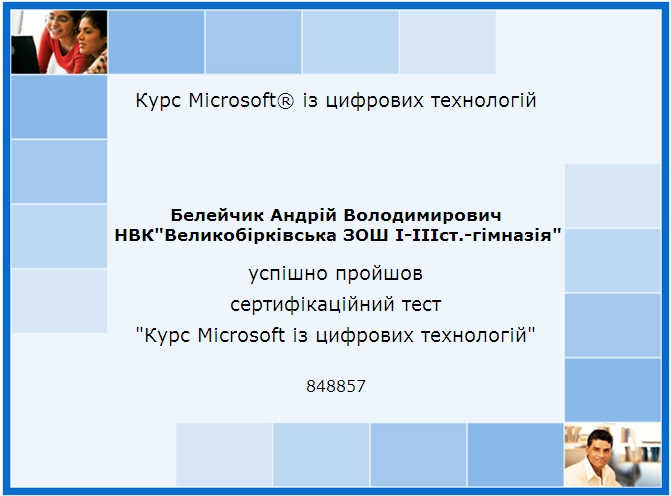 Курс Microsoft® із цифрових технологій
Белейчик Андрій Володимирович
НВК"Великобірківська ЗОШ І-ІІІст.-гімназія"
успішно пройшов
сертифікаційний тест
"Курс Microsoft із цифрових технологій"
848857